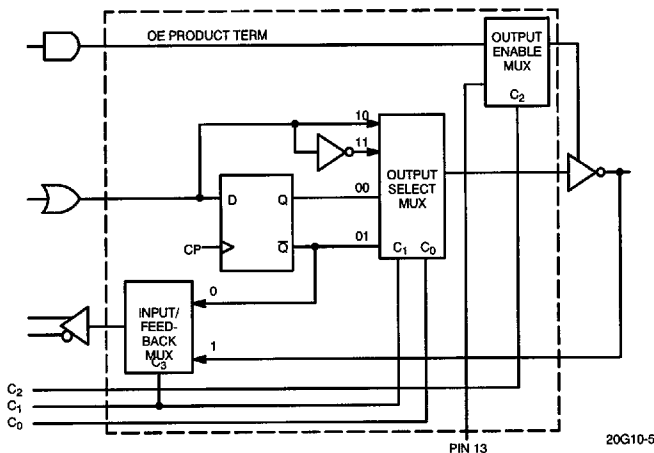 OE PRODUCT TERM
OUTPUT
ENABLE
MUX
C2
10
11
OUTPUT
SELECT
MUX
C1 C0
D Q
00
CP
Q̅
01
0
INPUT/
FEED-
BACK
MUX
C3
1
C2
C1
C0
PIN 13
20G10-5